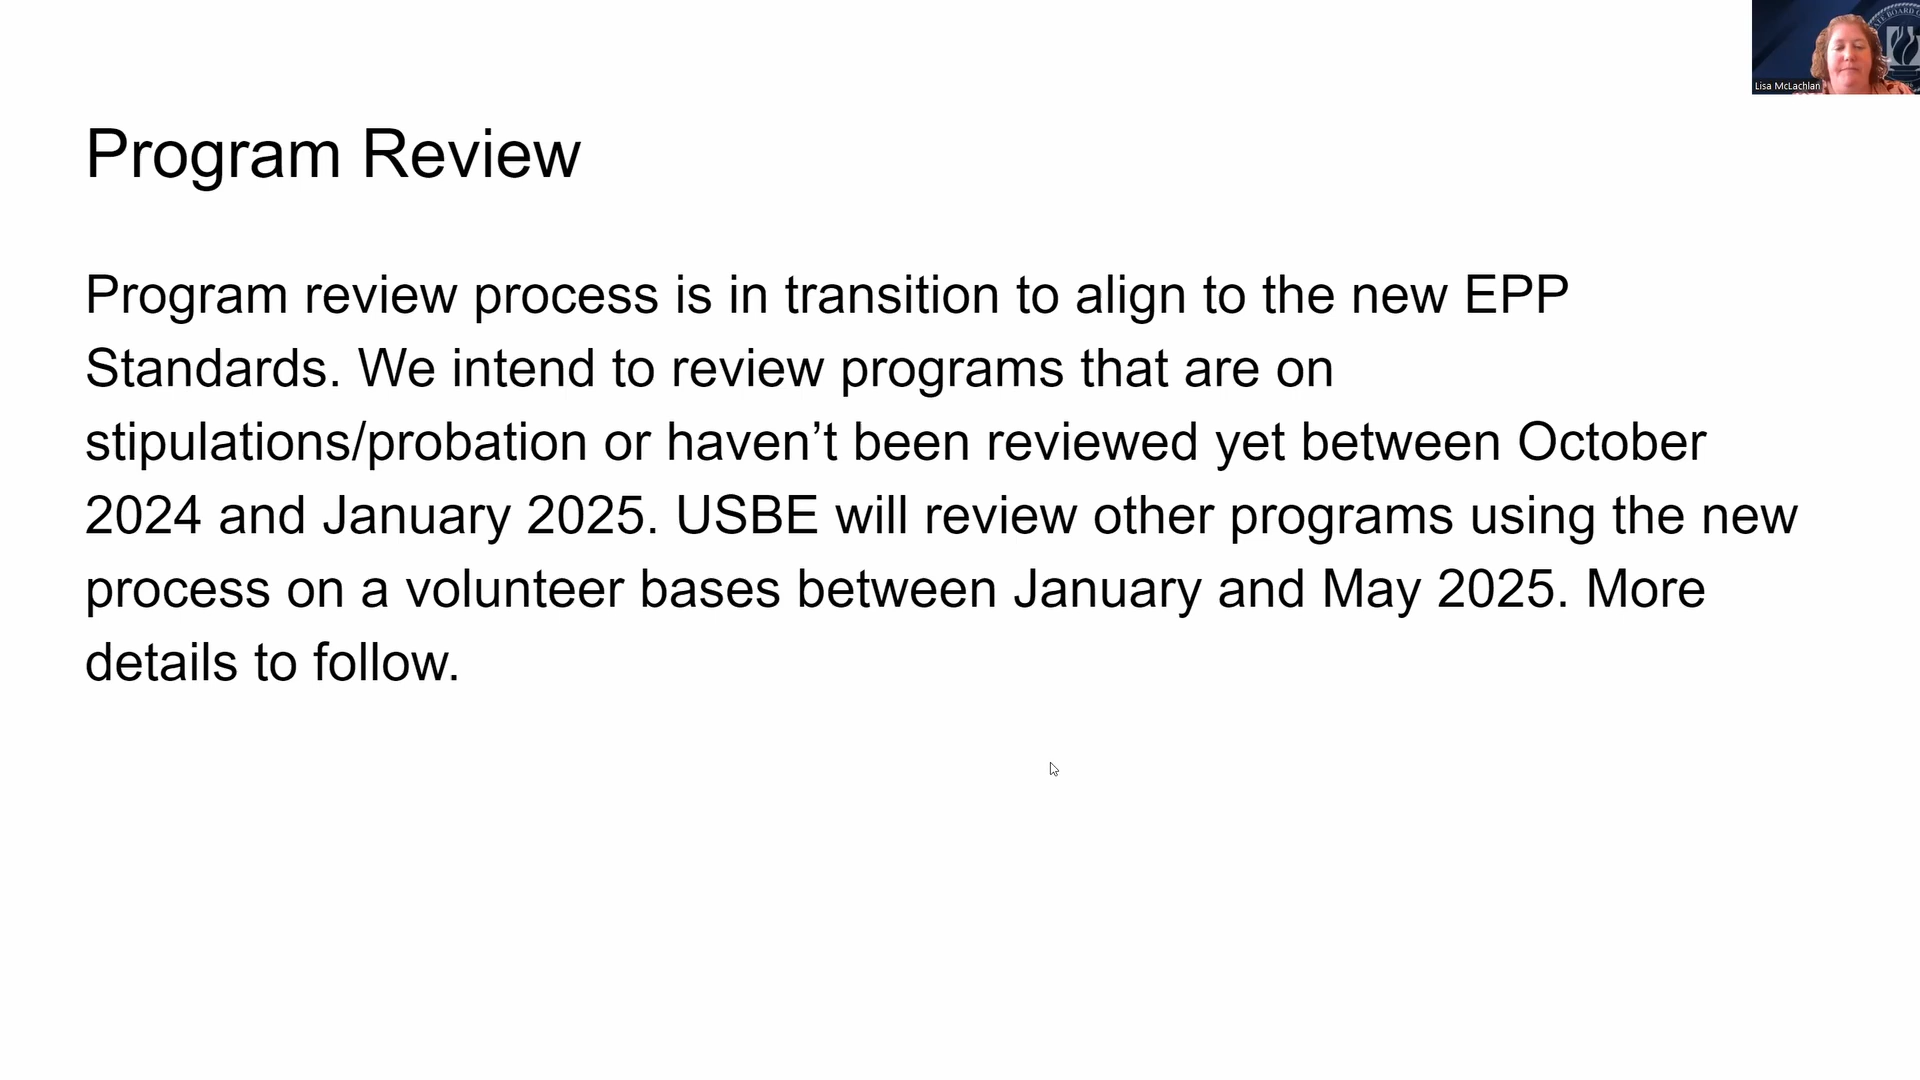 Program Review
Program review process is in transition to align to the new EPP
Standards. We intend to review programs that are on
stipulations/probation or haven’t been reviewed yet between October
2024 and January 2025. USBE will review other programs using the new
process on a volunteer bases between January and May 2025. More
details to follow.
Lisa McLachlan